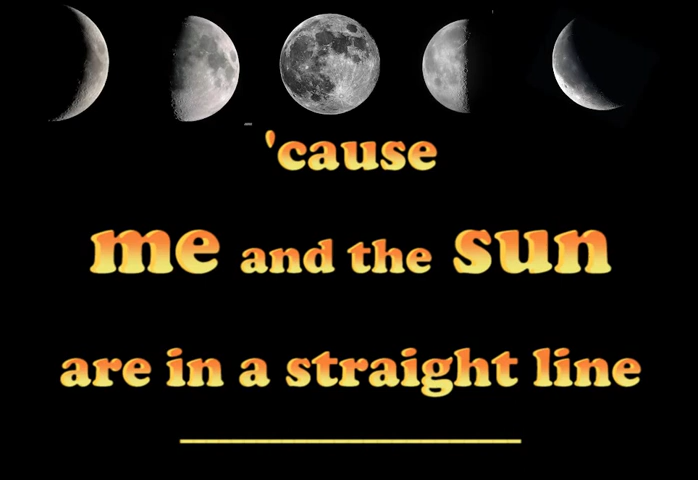 'cause
me and the sun
are in a straight line